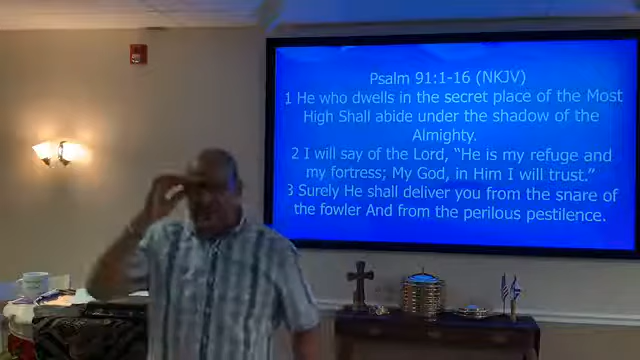 Psalm 91:1-16 (NKJV)
1 He who dwells in the secret place of the Most
High Shall abide under the shadow of the
Almighty.
2 I will say of the Lord, “He is my refuge and
my fortress; My God, in Him I will trust.”
3 Surely He shall deliver you from the snare of
the fowler And from the perilous pestilence.